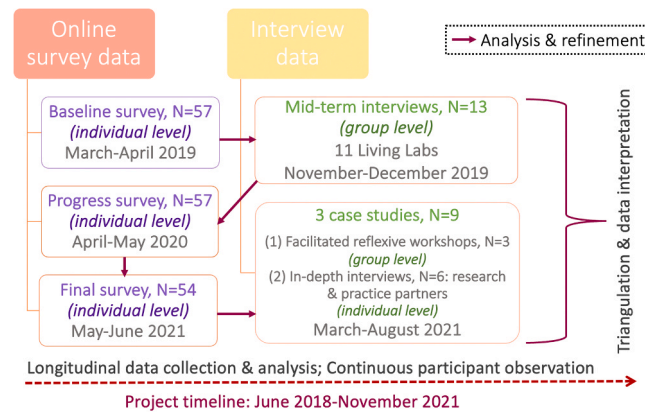 Online
survey data
Interview
data
Analysis & refinement
Baseline survey, N=57
(individual level)
March-April 2019
Mid-term interviews, N=13
(group level)
11 Living Labs
November-December 2019
Progress survey, N=57
(individual level)
April-May 2020
3 case studies, N=9
(1) Facilitated reflexive workshops, N=3
(group level)
(2) In-depth interviews, N=6: research
& practice partners
(individual level)
March-August 2021
Final survey, N=54
(individual level)
May-June 2021
Triangulation & data interpretation
Longitudinal data collection & analysis; Continuous participant observation
Project timeline: June 2018-November 2021